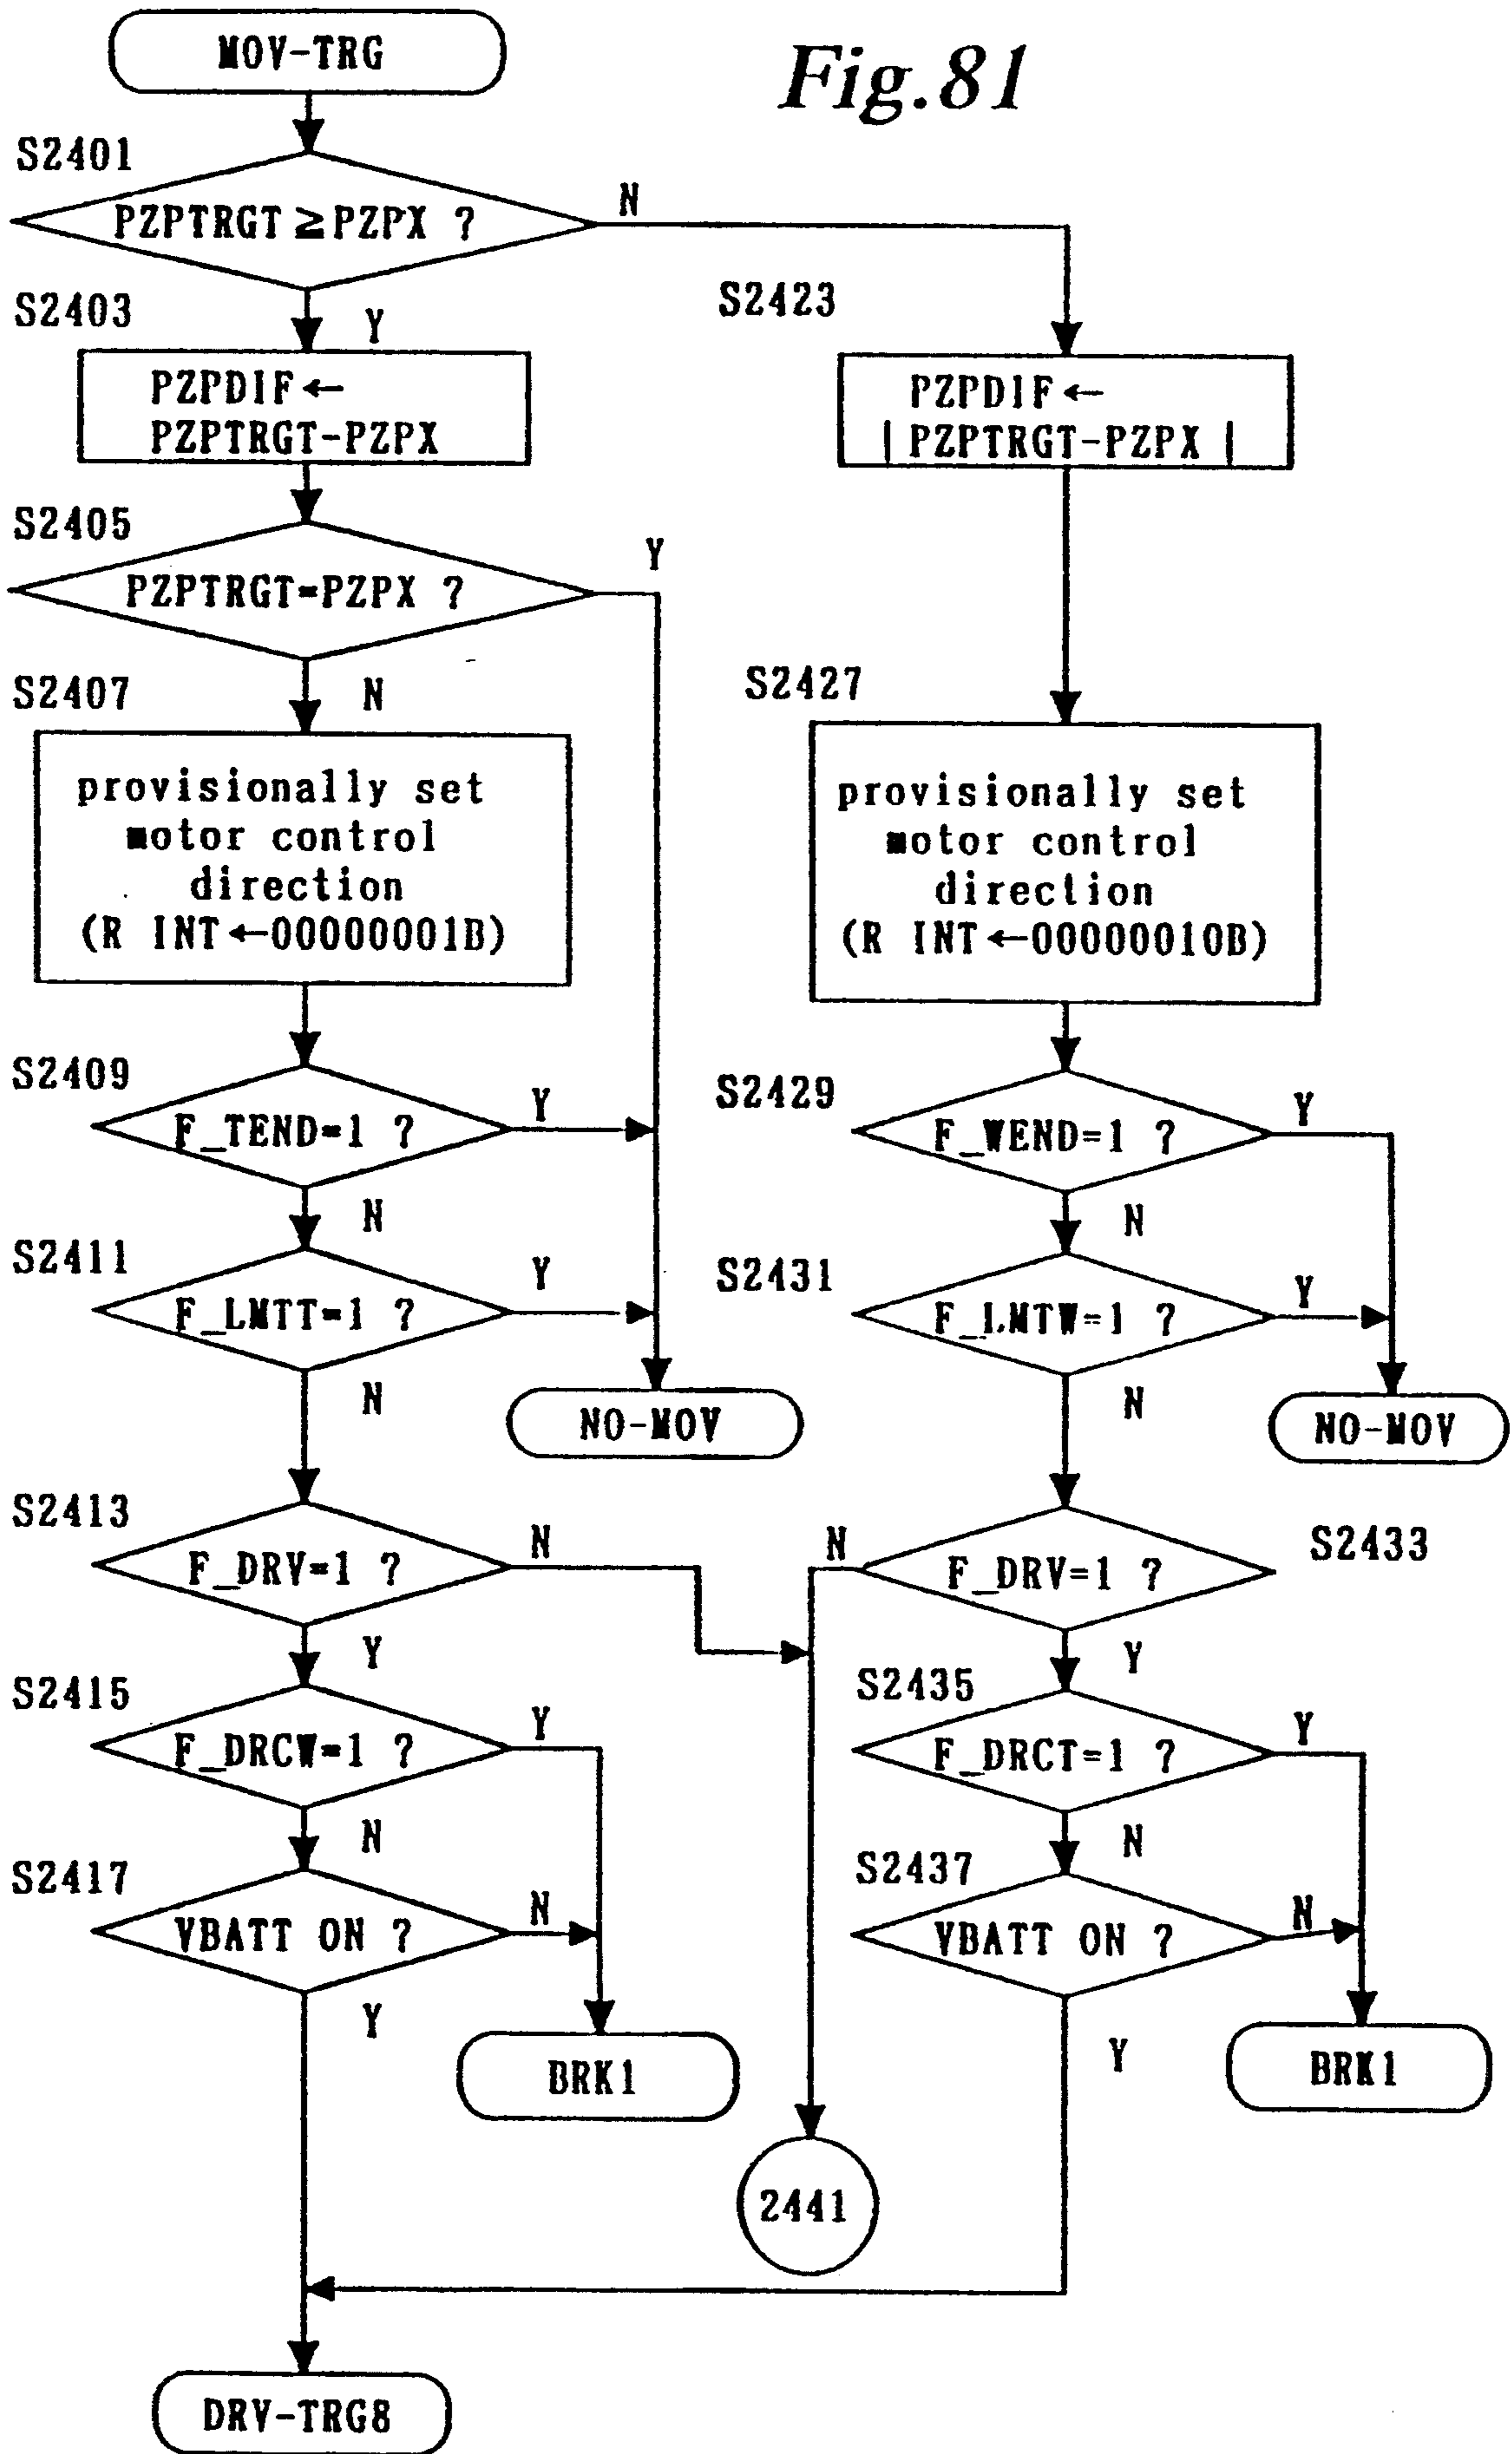 MOV-TRG
Fig.81
S2401
PZPTRGT≧PZPX ?
N
S2403
Y
S2423
PZPDIF←
PZPTRGT-PZPX
PZPDIF←
| PZPTRGT-PZPX |
S2405
PZPTRGT=PZPX ?
Y
S2407
N
S2427
provisionally set
motor control
direction
(R INT←00000001B)
provisionally set
motor control
direction
(R INT←00000010B)
S2409
F_TEND=1 ?
Y
N
S2429
F_WEND=1 ?
Y
N
S2411
F_LMTT=1 ?
Y
N
S2431
F_LMTW=1 ?
Y
N
NO-MOV
NO-MOV
S2413
F_DRV=1 ?
N
Y
N
F_DRV=1 ?
S2433
Y
S2415
F_DRCW=1 ?
Y
N
S2435
F_DRCT=1 ?
Y
N
S2417
VBATT ON ?
N
Y
S2437
VBATT ON ?
N
Y
BRK1
BRK1
2441
DRV-TRG8